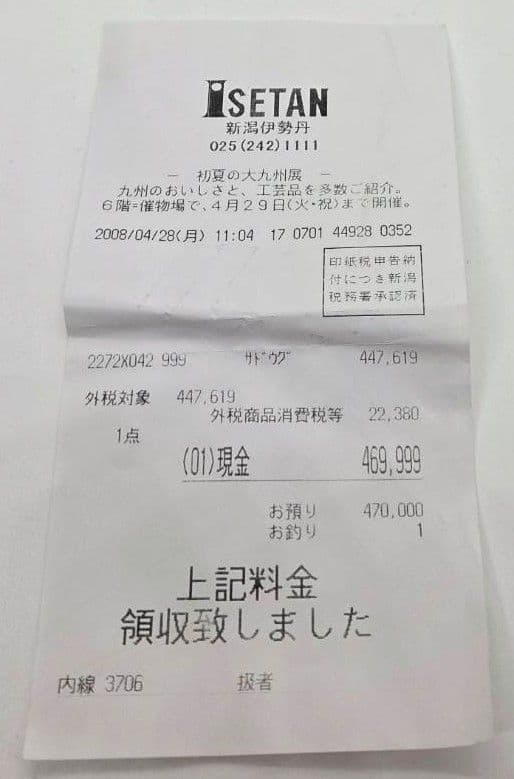 ISETAN
新潟伊勢丹
025(242)1111
― 初夏の大九州展 ―
九州のおいしさと、工芸品を多数ご紹介。
6階=催物場で、4月29日(火・祝)まで開催。
2008/04/28(月) 11:04 17 0701 44928 0352
印紙税申告納
付につき新潟
税務署承認済
2272X042 999 サドウグ 447,619
外税対象 447,619
外税商品消費税等 22,380
1点
(01)現金 469,999
お預り 470,000
お釣り 1
上記料金
領収致しました
内線 3706 扱者